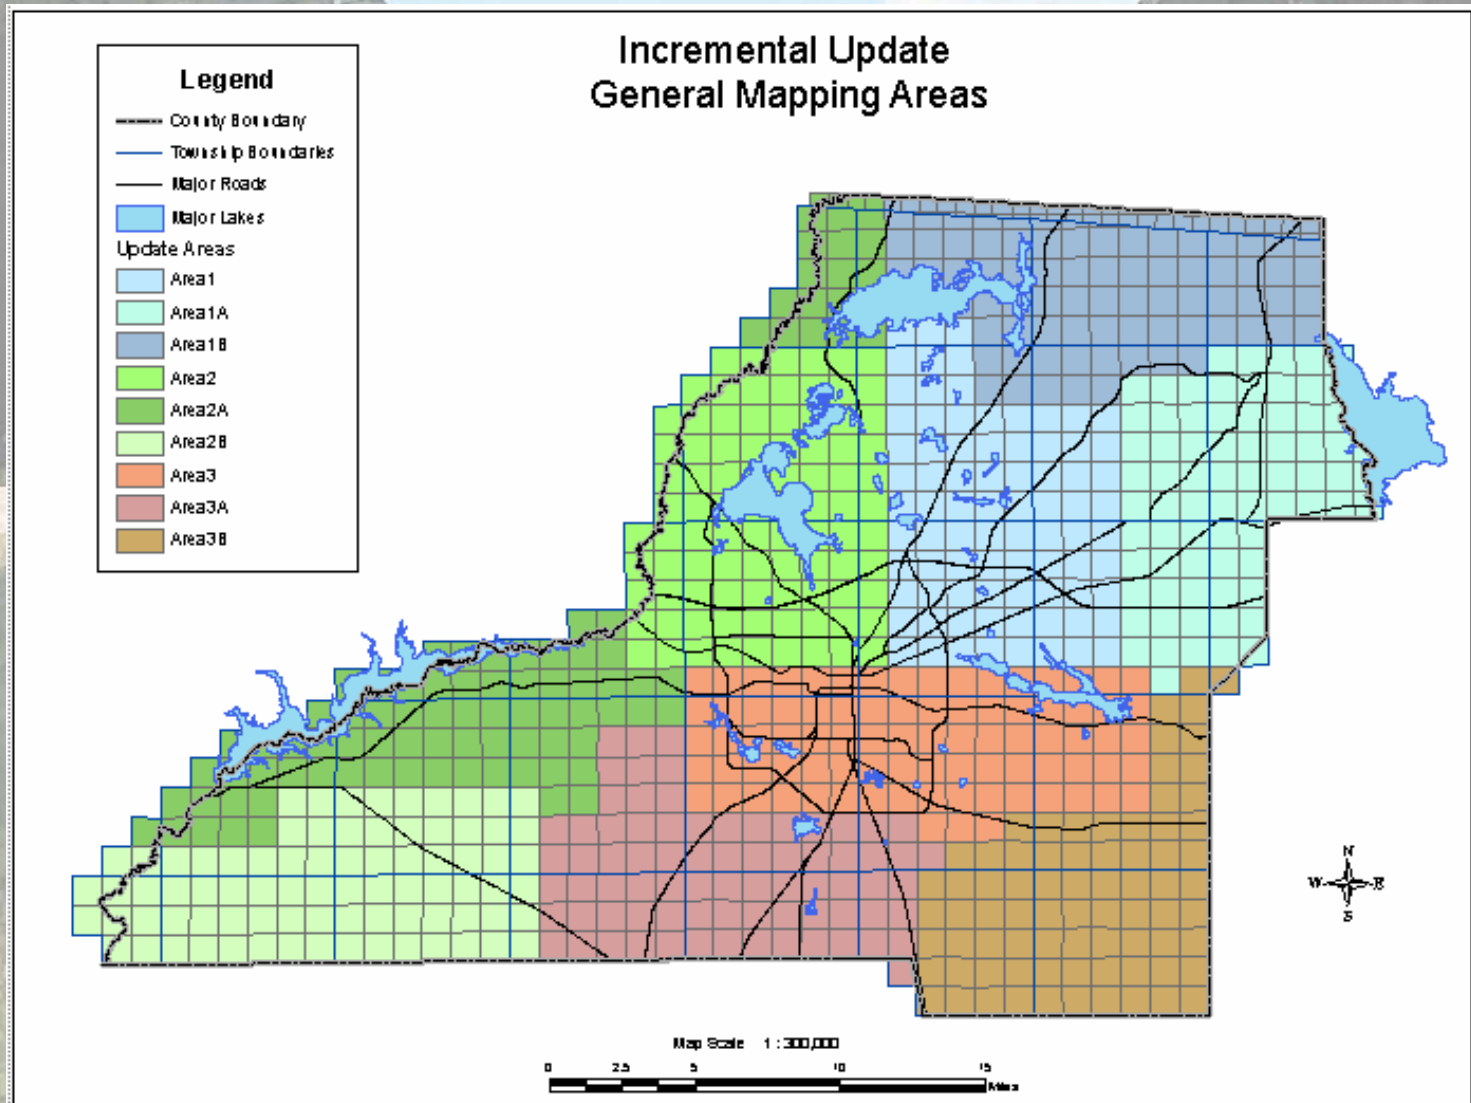 Incremental Update
General Mapping Areas
Legend
County Boundary
Township Boundaries
Major Roads
Major Lakes
Update Areas
Area1
Area1A
Area1B
Area2
Area2A
Area2B
Area3
Area3A
Area3B
N
W E
S
Map Scale 1 : 300,000
0 2.5 5 10 15
Miles